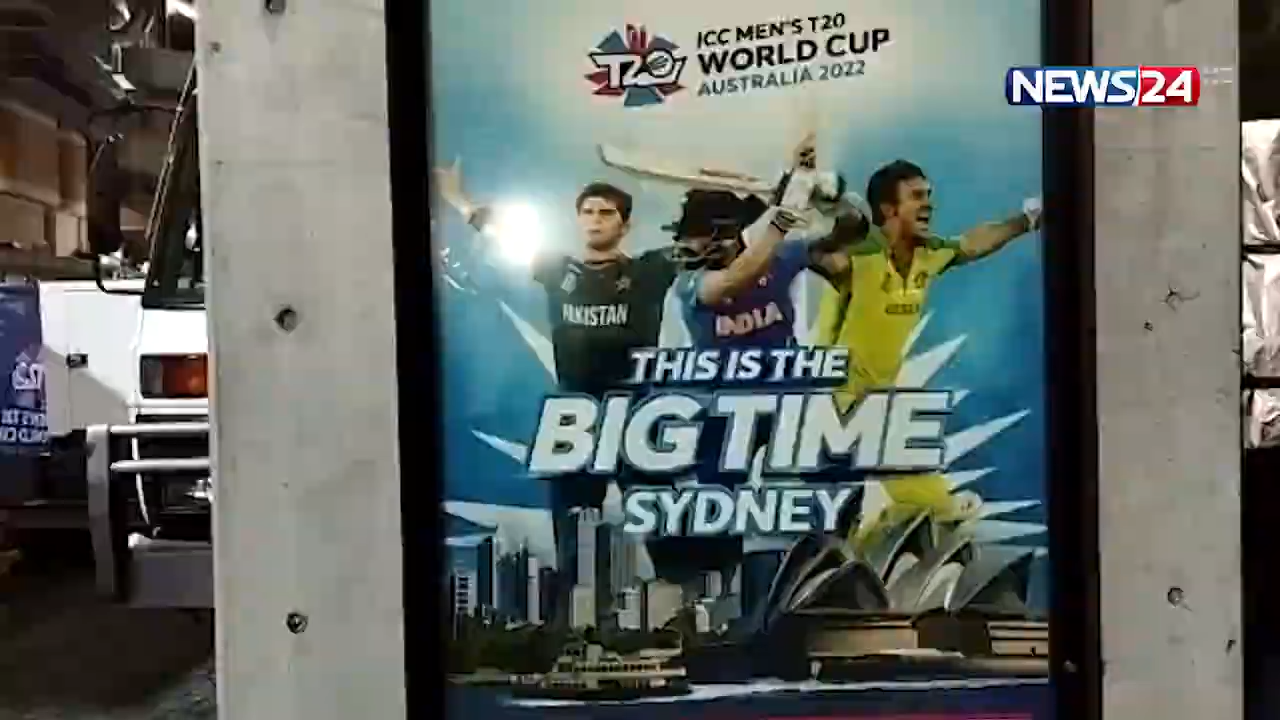 ICC MEN'S T20
WORLD CUP
AUSTRALIA 2022
T20
NEWS24
PAKISTAN
INDIA
THIS IS THE
BIG TIME
SYDNEY